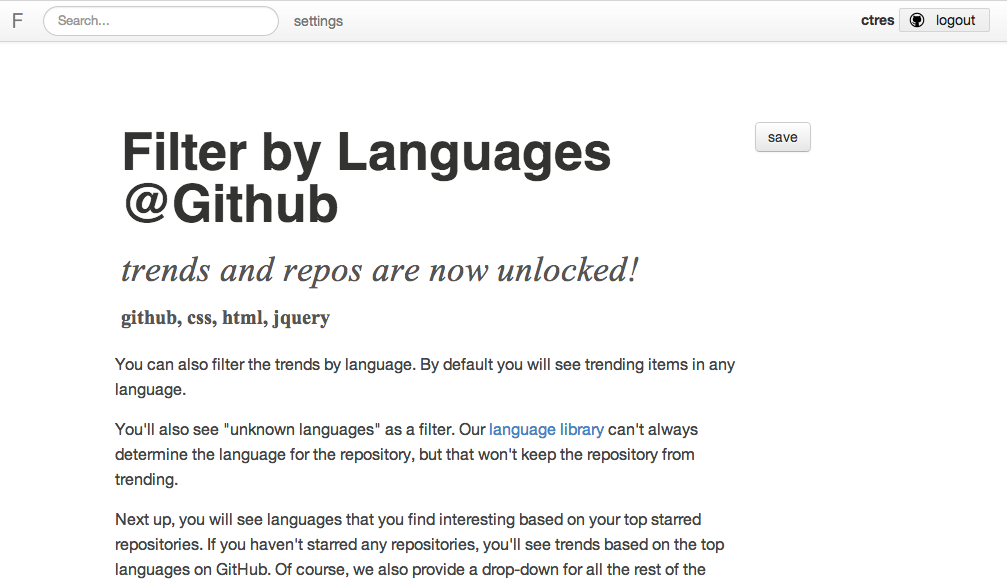 F Search... settings ctres logout
Filter by Languages
@Github
save
trends and repos are now unlocked!
github, css, html, jquery
You can also filter the trends by language. By default you will see trending items in any
language.
You'll also see "unknown languages" as a filter. Our language library can't always
determine the language for the repository, but that won't keep the repository from
trending.
Next up, you will see languages that you find interesting based on your top starred
repositories. If you haven't starred any repositories, you'll see trends based on the top
languages on GitHub. Of course, we also provide a drop-down for all the rest of the